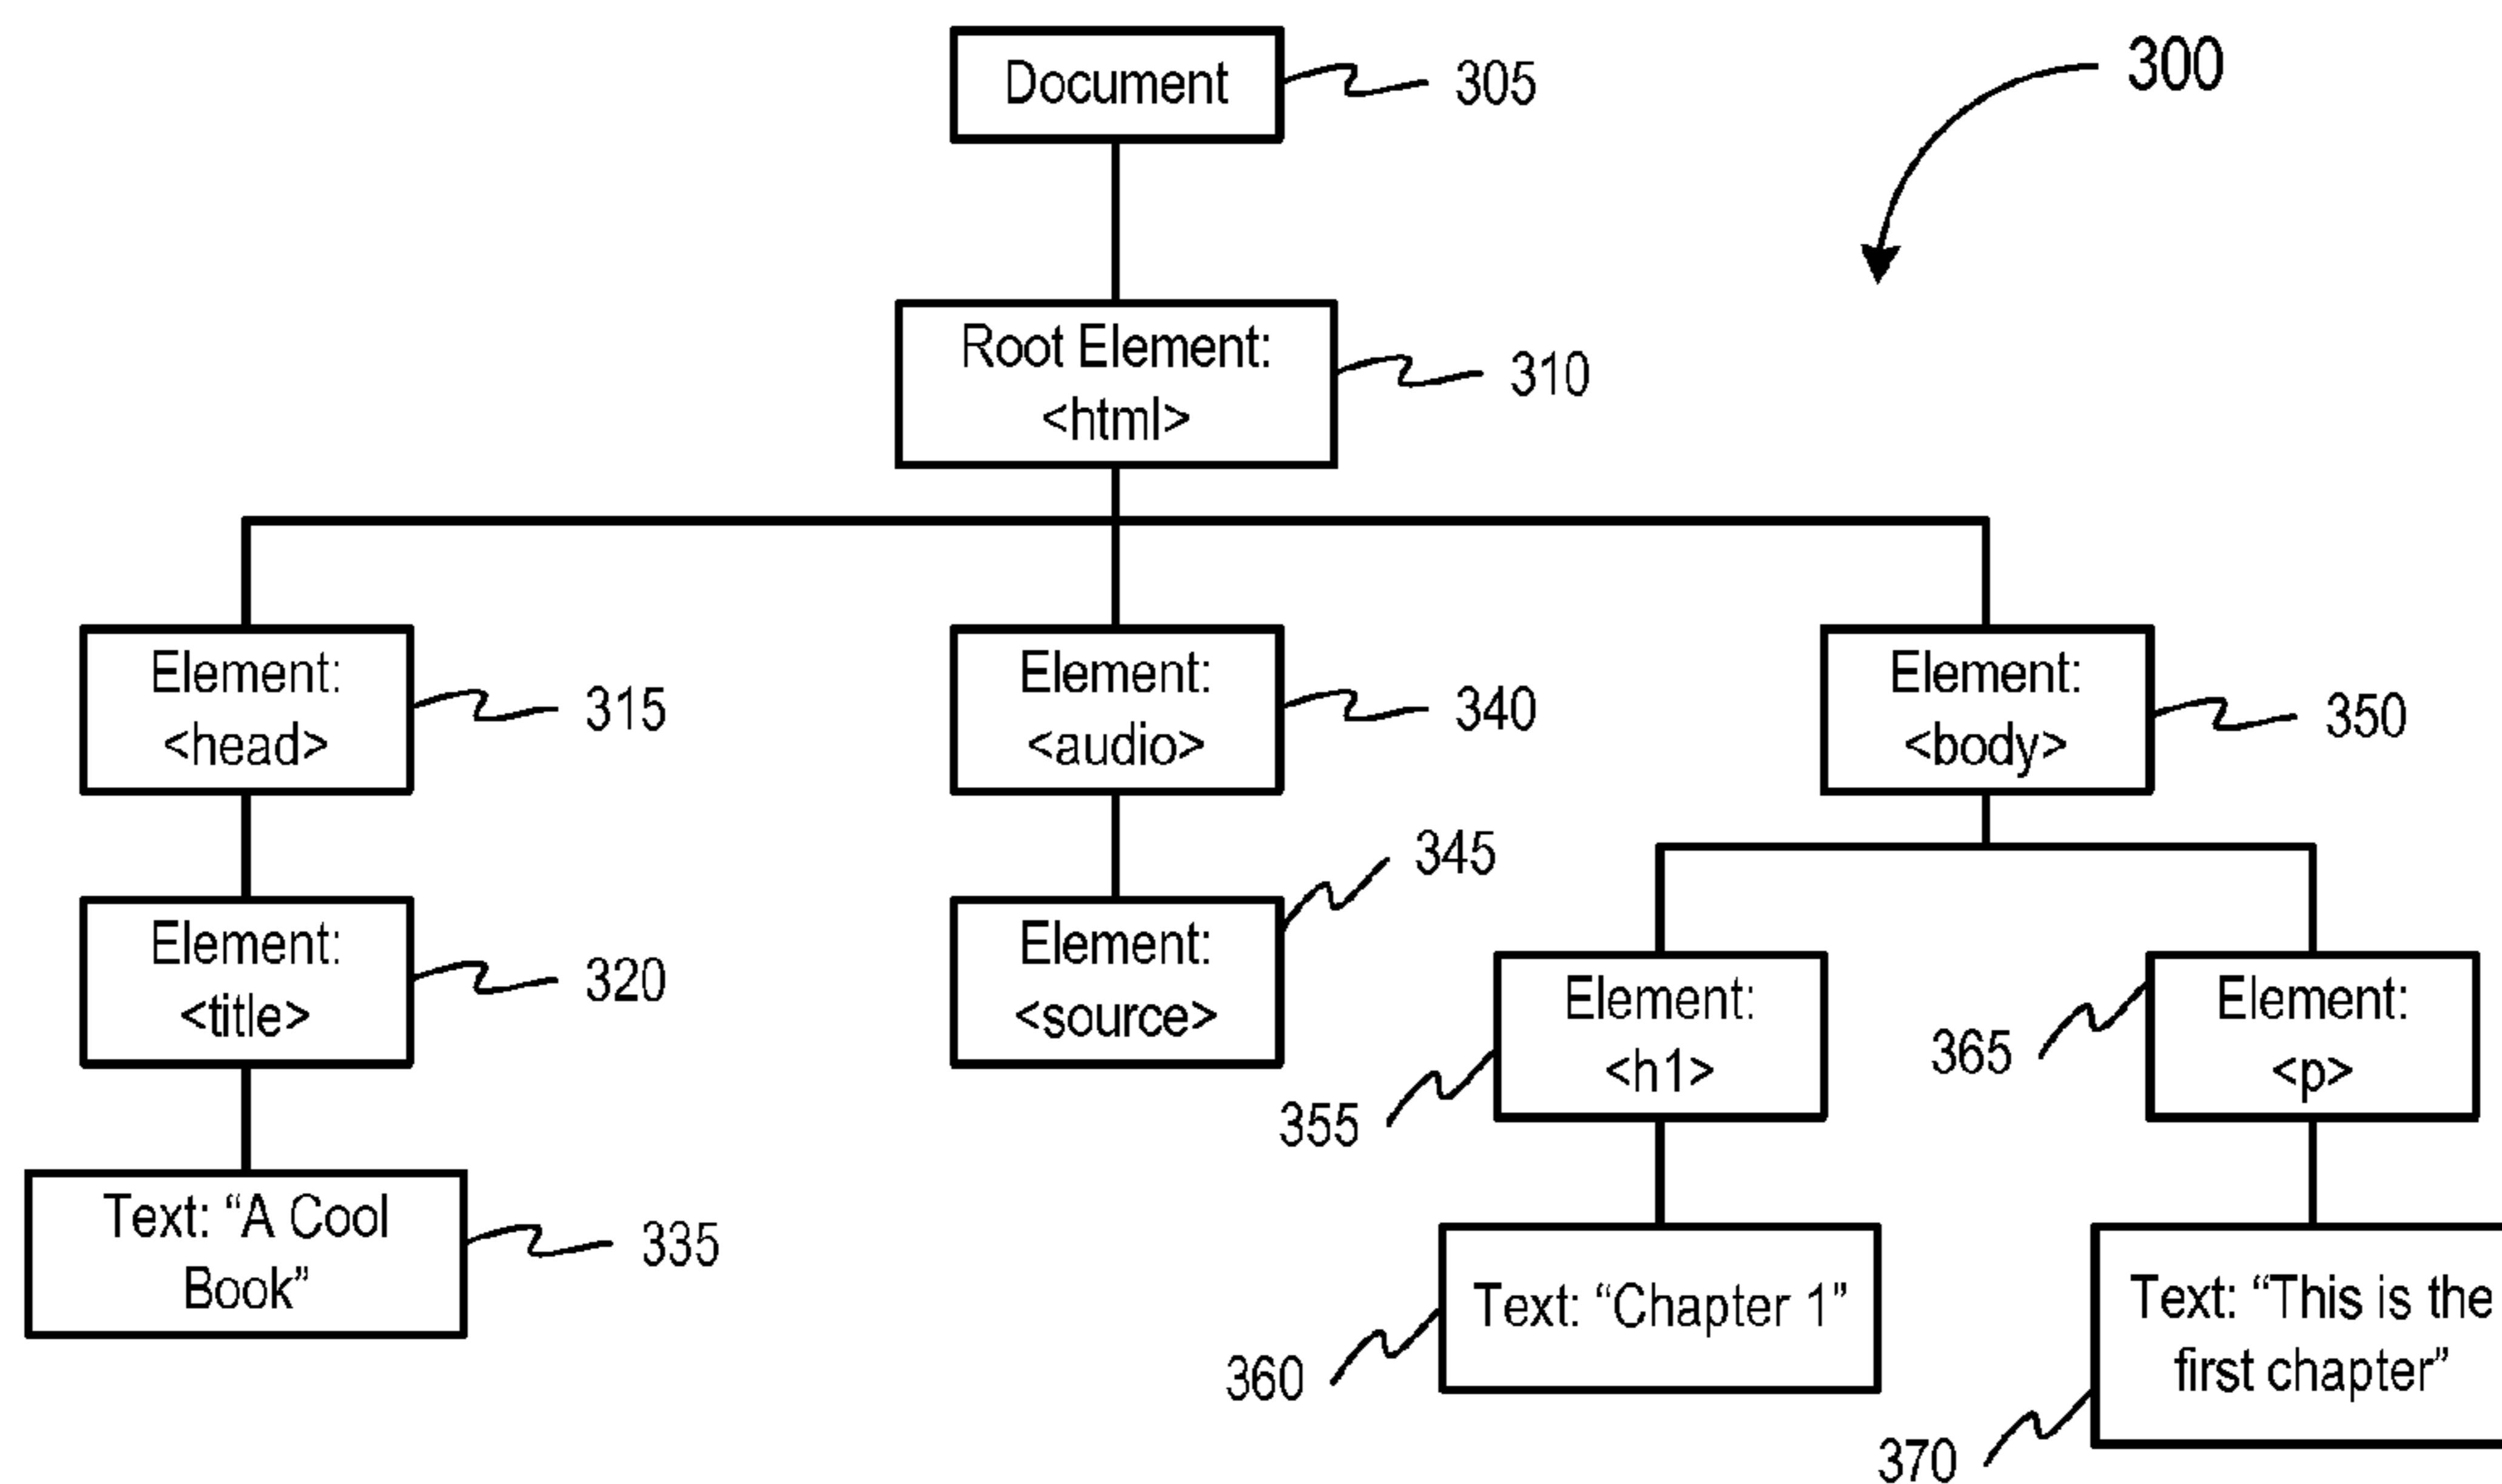 Document
305
300
Root Element:
<html>
310
Element:
<head>
315
Element:
<audio>
340
Element:
<body>
350
Element:
<title>
320
Element:
<source>
345
Element:
<h1>
355
Element:
<p>
365
Text: “A Cool
Book”
335
Text: “Chapter 1”
360
Text: “This is the
first chapter”
370